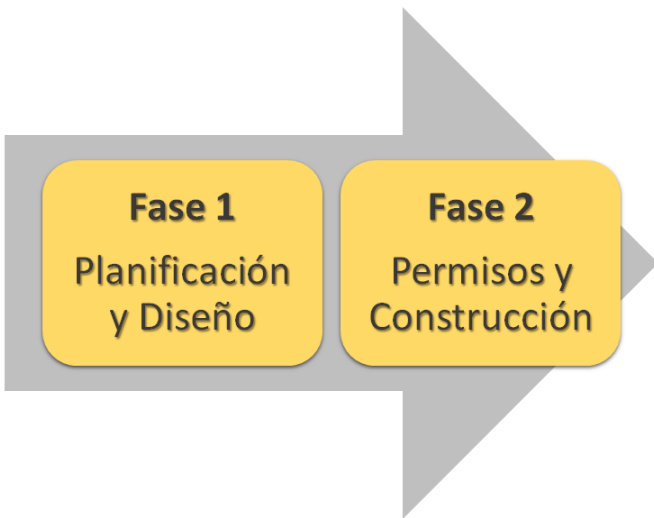 Fase 1
Planificación
y Diseño
Fase 2
Permisos y
Construcción